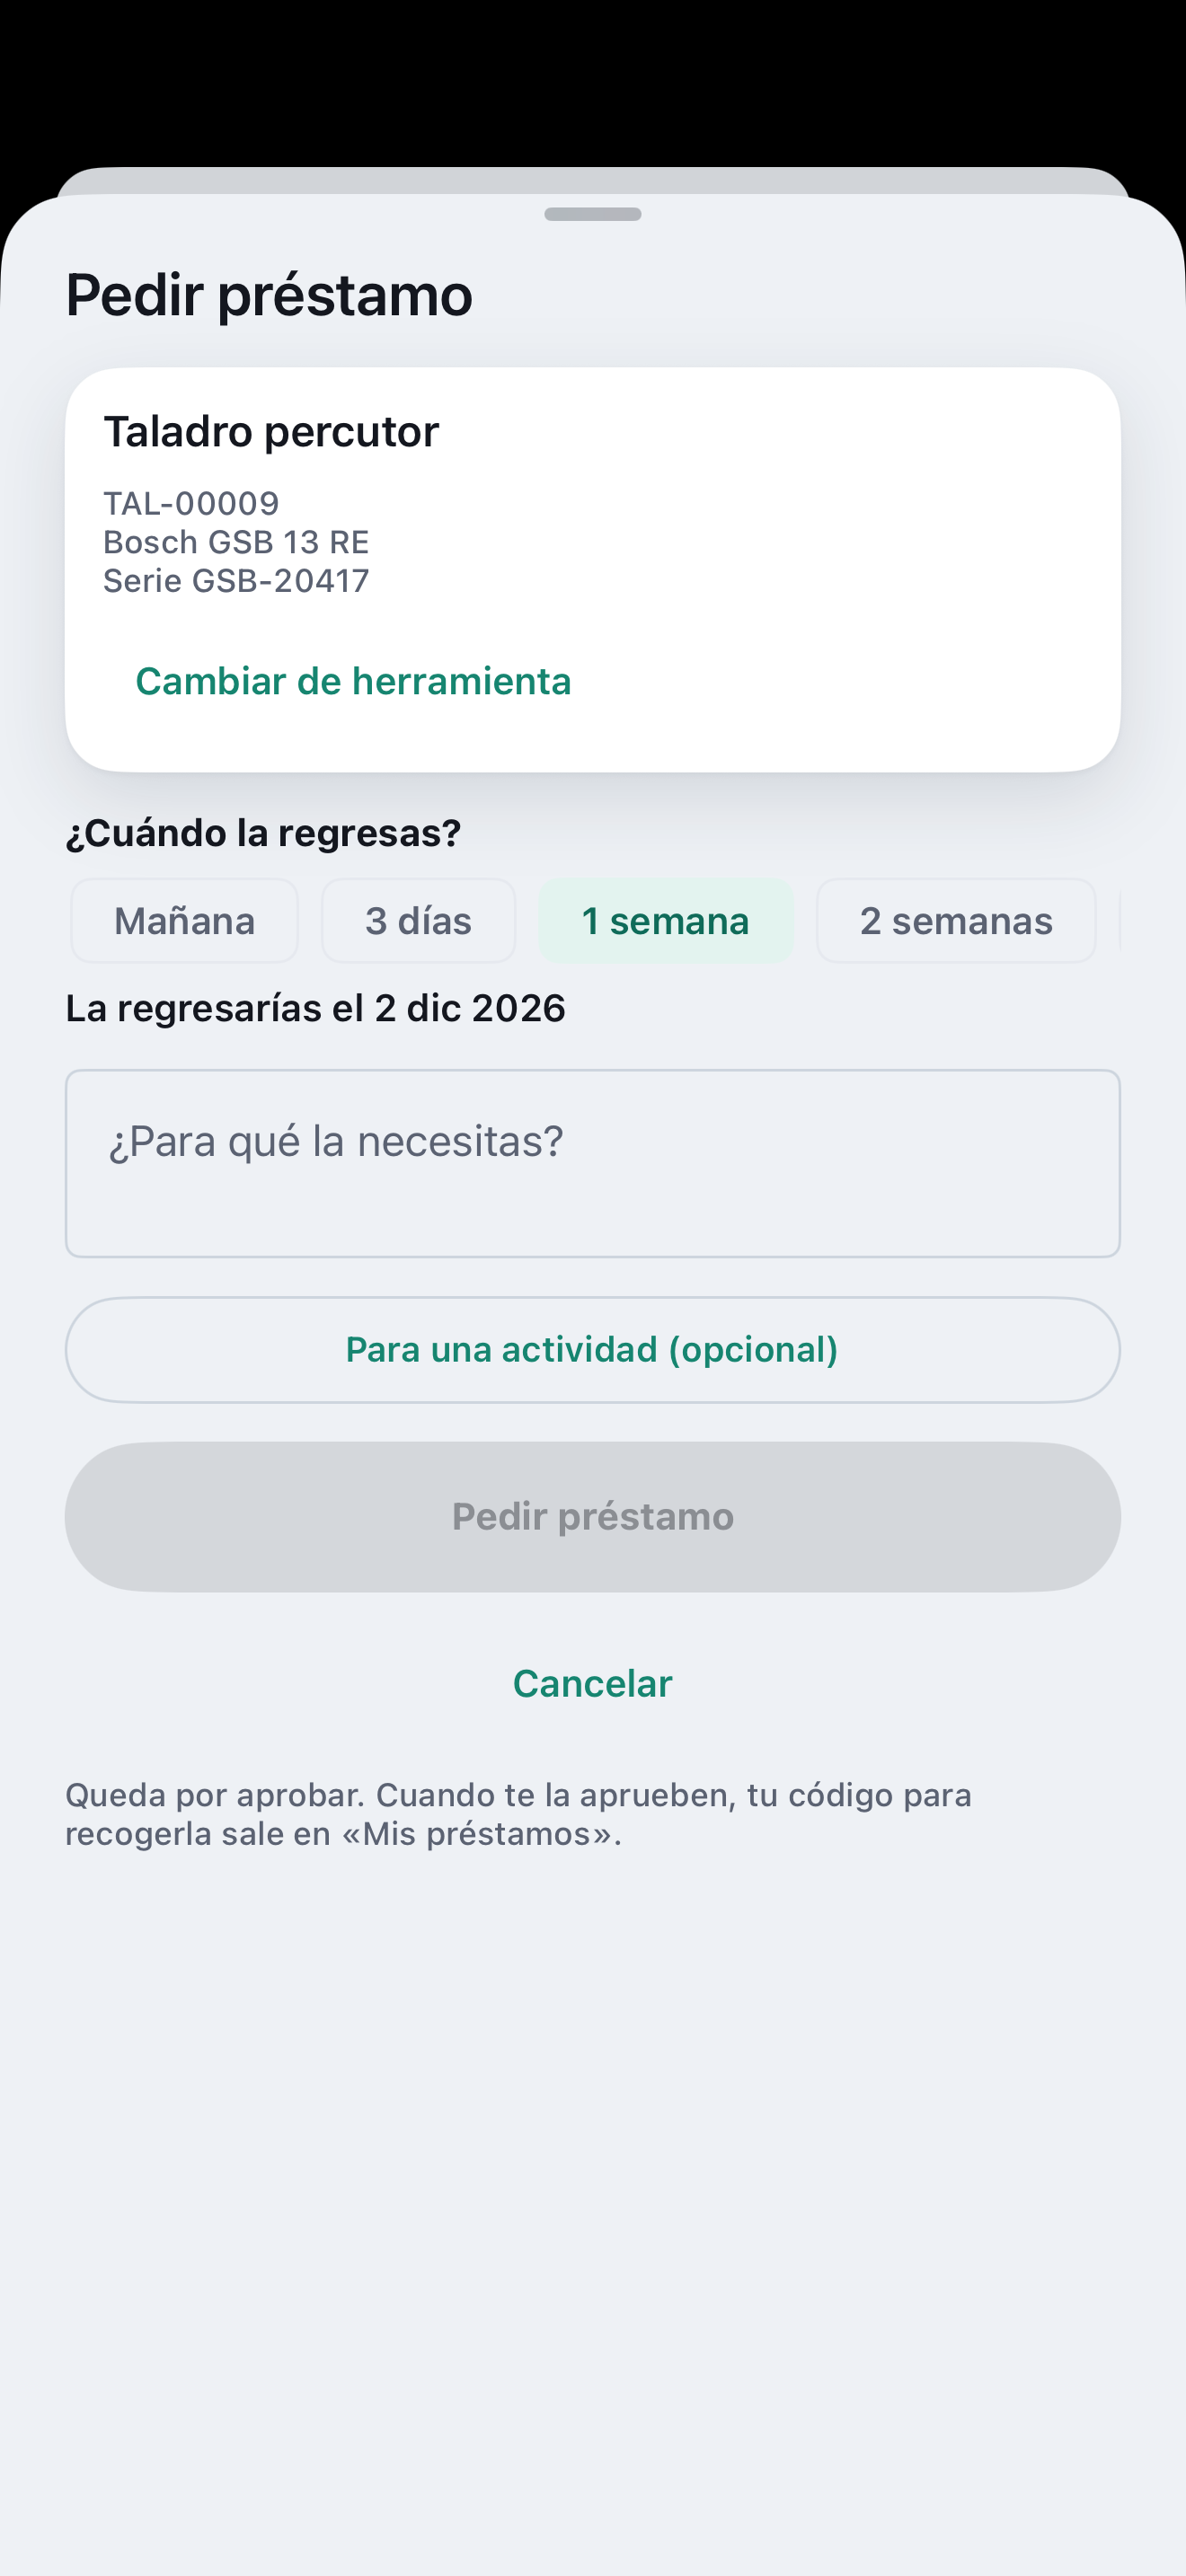 Pedir préstamo
Taladro percutor
TAL-00009
Bosch GSB 13 RE
Serie GSB-20417
Cambiar de herramienta
¿Cuándo la regresas?
Mañana 3 días 1 semana 2 semanas
La regresarías el 2 dic 2026
¿Para qué la necesitas?
Para una actividad (opcional)
Pedir préstamo
Cancelar
Queda por aprobar. Cuando te la aprueben, tu código para
recogerla sale en «Mis préstamos».